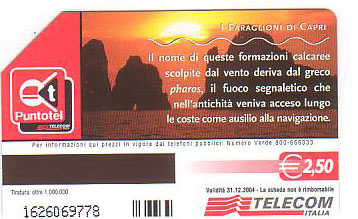 I Faraglioni di Capri
Il nome di queste formazioni calcaree
scolpite dal vento deriva dal greco
pharos, il fuoco segnaletico che
nell'antichità veniva acceso lungo
le coste come ausilio alla navigazione.
Puntotel
TELECOM
Per informazioni sui prezzi in vigore dai telefoni pubblici: Numero Verde 800-666333
€ 2,50
Tiratura: oltre 1.000.000
Validità 31.12.2004 - La scheda non è rimborsabile
1626069778
TELECOM
ITALIA